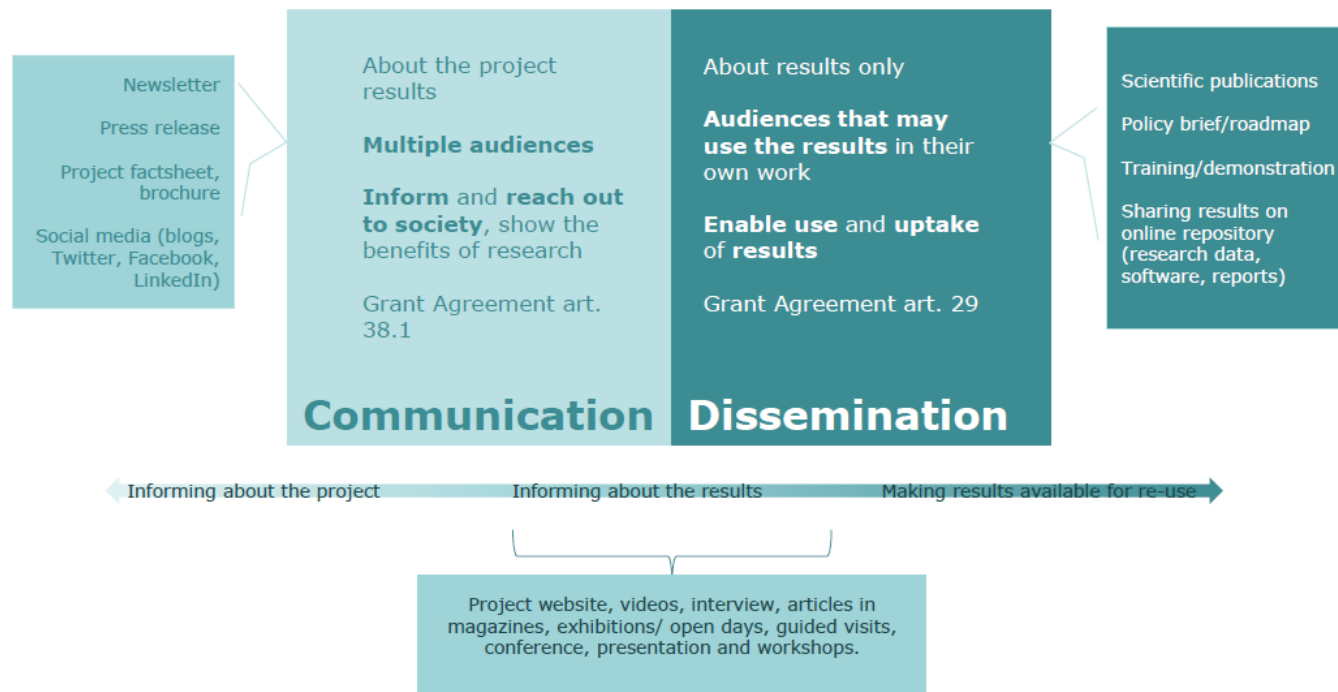 Newsletter
Press release
Project factsheet,
brochure
Social media (blogs,
Twitter, Facebook,
LinkedIn)
About the project
results
Multiple audiences
Inform and reach out
to society, show the
benefits of research
Grant Agreement art.
38.1
Communication
About results only
Audiences that may
use the results in their
own work
Enable use and uptake
of results
Grant Agreement art. 29
Dissemination
Scientific publications
Policy brief/roadmap
Training/demonstration
Sharing results on
online repository
(research data,
software, reports)
Informing about the project
Informing about the results
Making results available for re-use
Project website, videos, interview, articles in
magazines, exhibitions/ open days, guided visits,
conference, presentation and workshops.